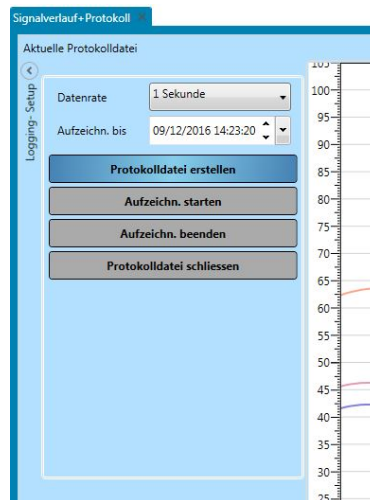 Signalverlauf+Protokoll
Aktuelle Protokolldatei
Logging- Setup
Datenrate
1 Sekunde
Aufzeichn. bis
09/12/2016 14:23:20
Protokolldatei erstellen
Aufzeichn. starten
Aufzeichn. beenden
Protokolldatei schliessen
105
100
95
90
85
80
75
70
65
60
55
50
45
40
35
30
25